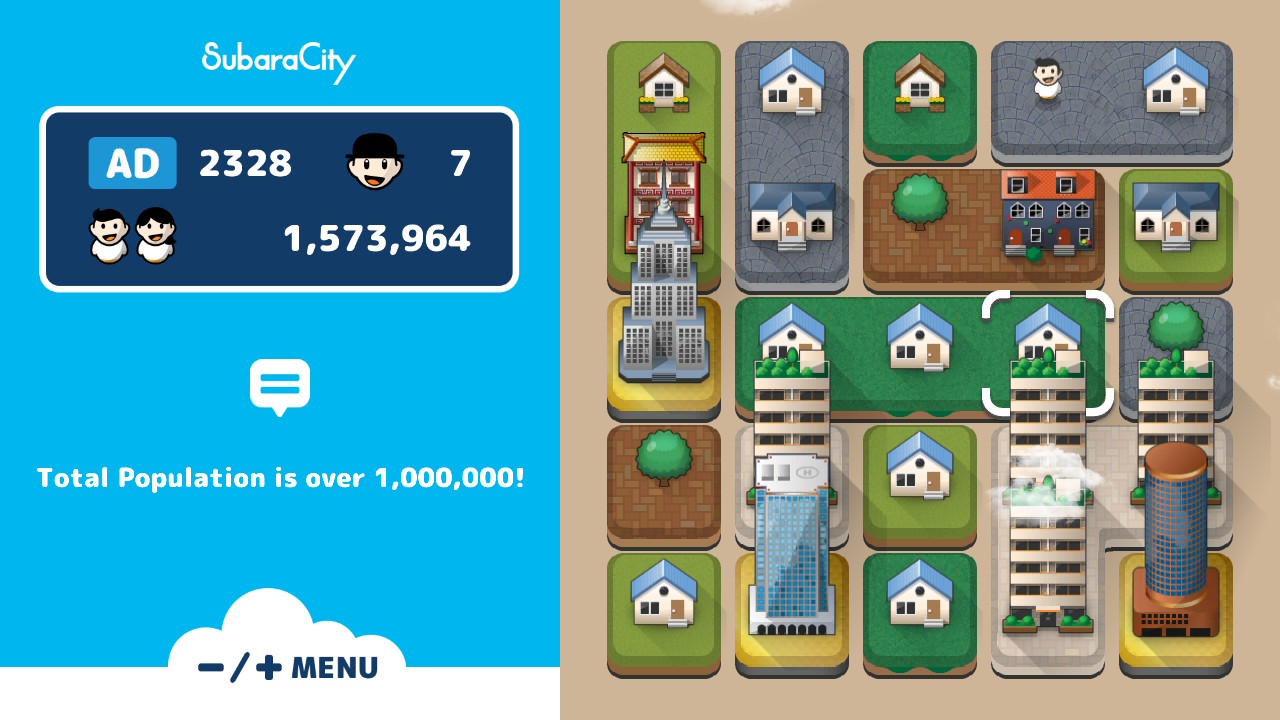 SubaraCity
AD 2328 7
1,573,964
Total Population is over 1,000,000!
−/+ MENU
H